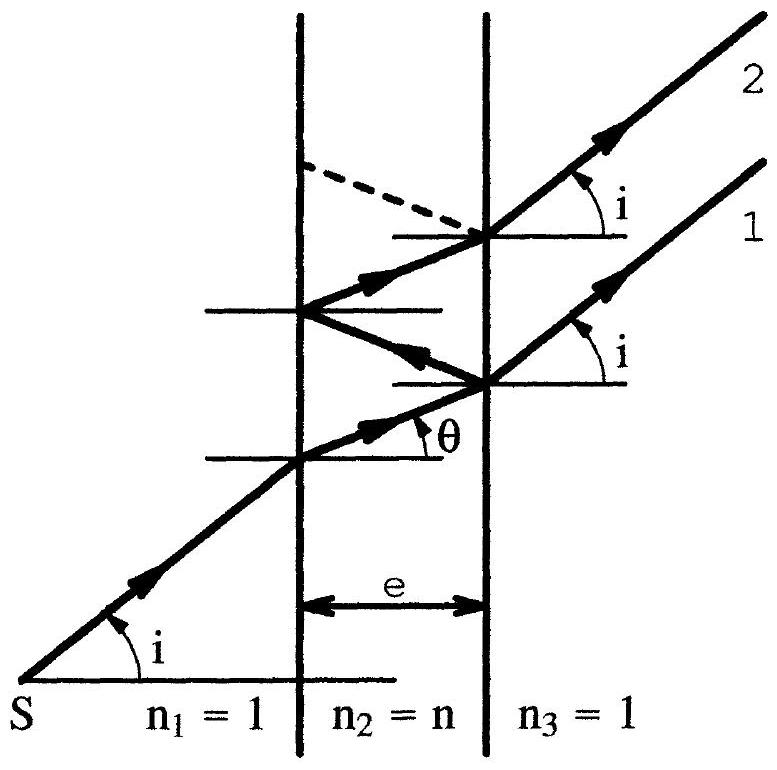 2
i
1
i
θ
e
i
S
n₁ = 1
n₂ = n
n₃ = 1